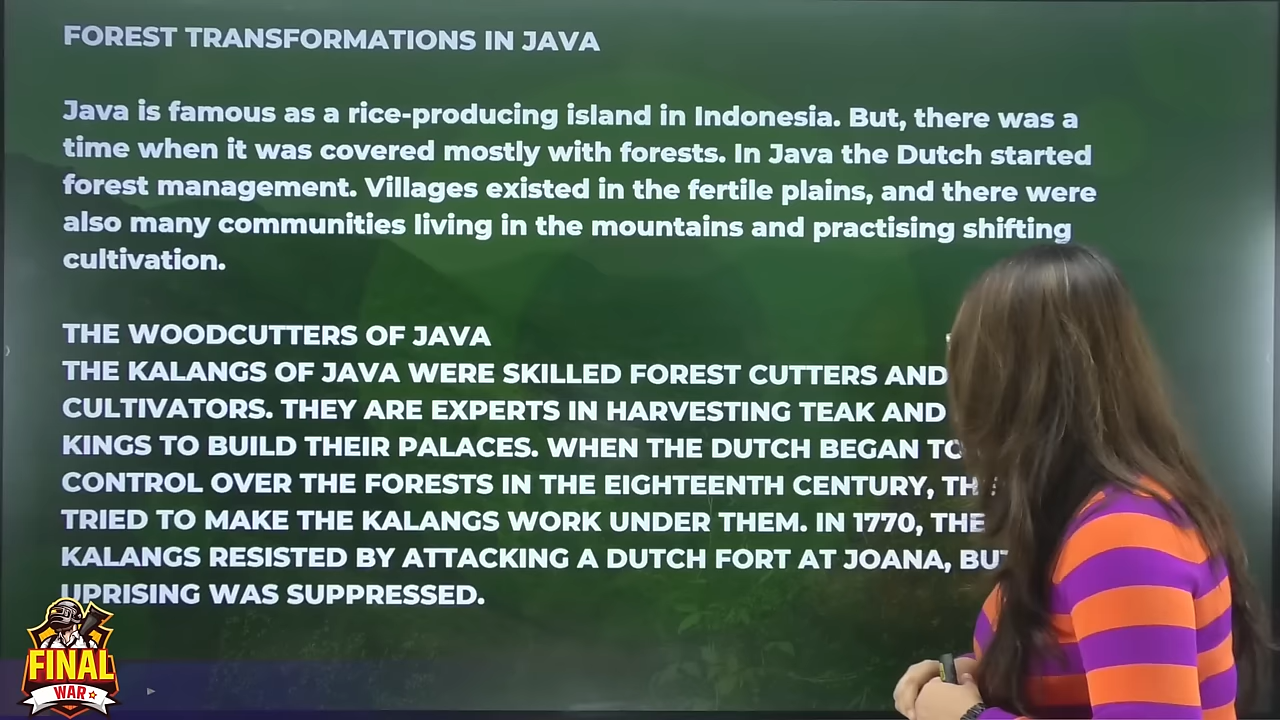 FOREST TRANSFORMATIONS IN JAVA
Java is famous as a rice-producing island in Indonesia. But, there was a
time when it was covered mostly with forests. In Java the Dutch started
forest management. Villages existed in the fertile plains, and there were
also many communities living in the mountains and practising shifting
cultivation.
THE WOODCUTTERS OF JAVA
THE KALANGS OF JAVA WERE SKILLED FOREST CUTTERS AND
CULTIVATORS. THEY ARE EXPERTS IN HARVESTING TEAK AND
KINGS TO BUILD THEIR PALACES. WHEN THE DUTCH BEGAN TO
CONTROL OVER THE FORESTS IN THE EIGHTEENTH CENTURY,
TRIED TO MAKE THE KALANGS WORK UNDER THEM. IN 1770, THE
KALANGS RESISTED BY ATTACKING A DUTCH FORT AT JOANA,
UPRISING WAS SUPPRESSED.
FINAL
WAR